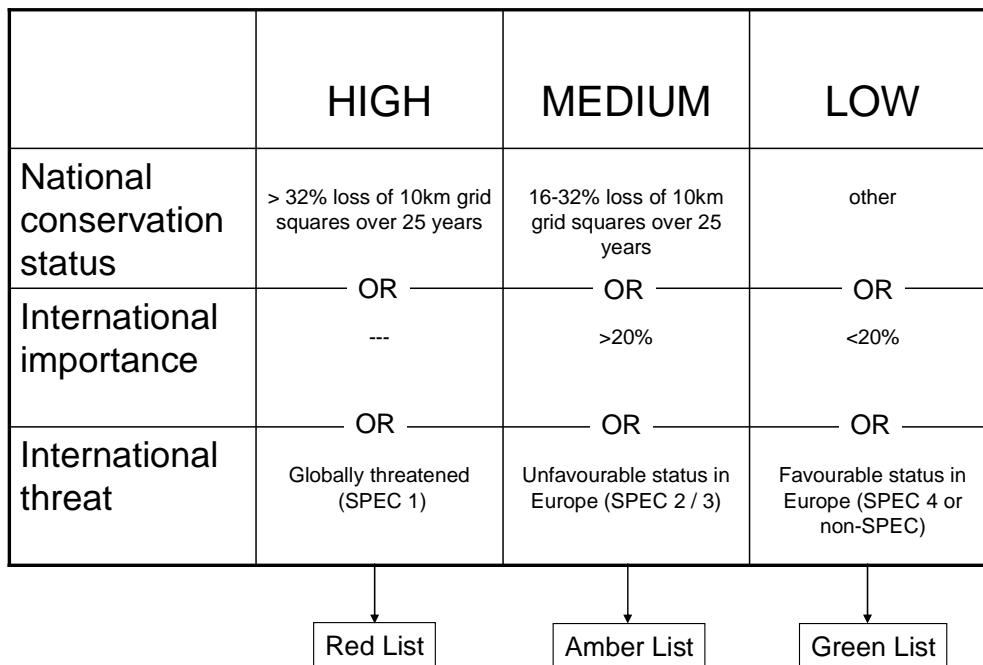 HIGH
MEDIUM
LOW
National
conservation
status
> 32% loss of 10km grid
squares over 25 years
16-32% loss of 10km
grid squares over 25
years
other
OR
OR
OR
International
importance
---
>20%
<20%
OR
OR
OR
International
threat
Globally threatened
(SPEC 1)
Unfavourable status in
Europe (SPEC 2 / 3)
Favourable status in
Europe (SPEC 4 or
non-SPEC)
Red List
Amber List
Green List